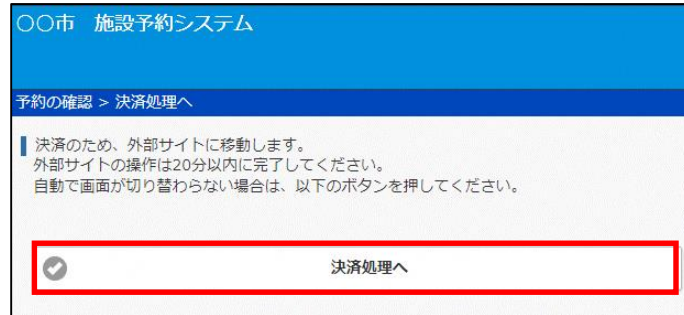 〇〇市 施設予約システム
予約の確認 > 決済処理へ
決済のため、外部サイトに移動します。
外部サイトの操作は20分以内に完了してください。
自動で画面が切り替わらない場合は、以下のボタンを押してください。
決済処理へ